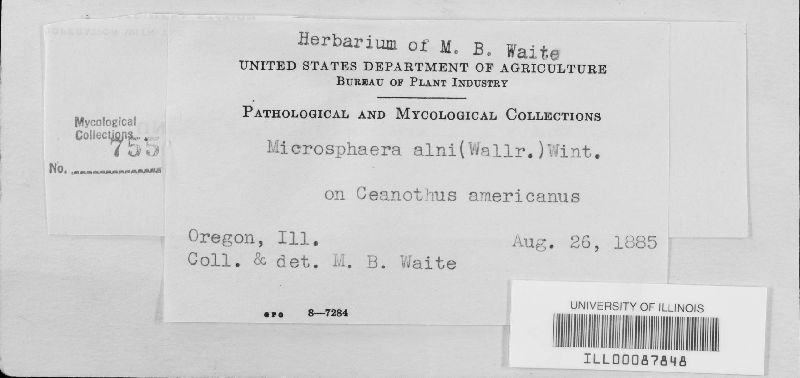 Herbarium of M. B. Waite
UNITED STATES DEPARTMENT OF AGRICULTURE
BUREAU OF PLANT INDUSTRY
PATHOLOGICAL AND MYCOLOGICAL COLLECTIONS
Mycological
Collections
755
No.
Microsphaera alni(Wallr.)Wint.
on Ceanothus americanus
Oregon, Ill.
Aug. 26, 1885
Coll. & det. M. B. Waite
GPO 8—7284
UNIVERSITY OF ILLINOIS
ILL00087848